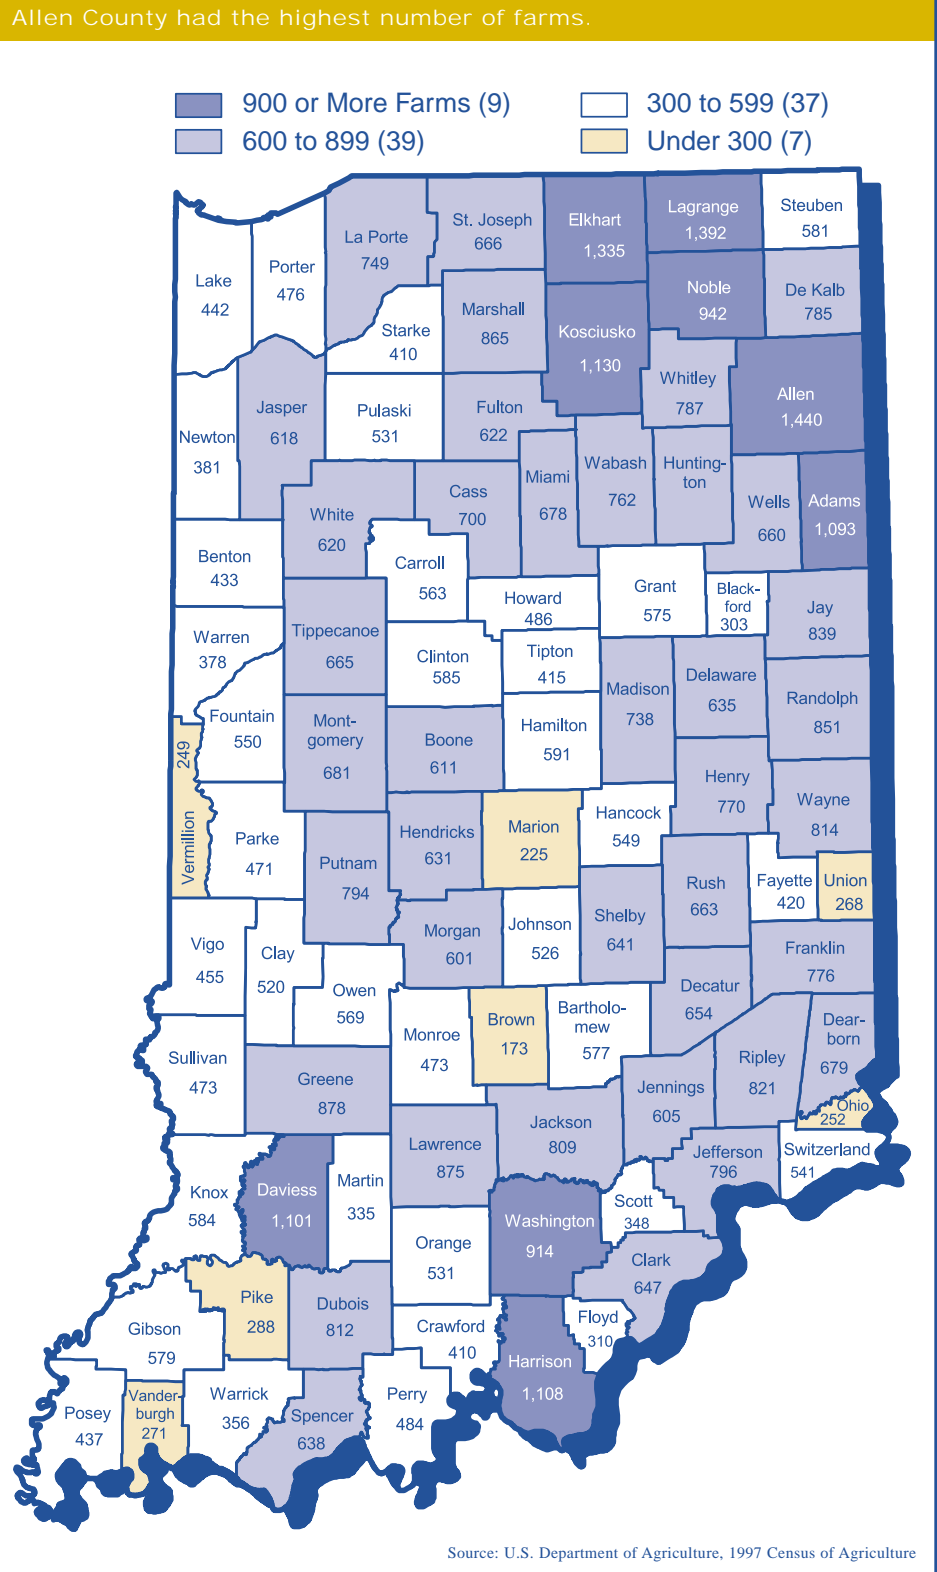 Allen County had the highest number of farms.
900 or More Farms (9)
300 to 599 (37)
600 to 899 (39)
Under 300 (7)
Lake
442
Porter
476
La Porte
749
St. Joseph
666
Elkhart
1,335
Lagrange
1,392
Steuben
581
Noble
942
De Kalb
785
Starke
410
Marshall
865
Kosciusko
1,130
Whitley
787
Allen
1,440
Newton
381
Jasper
618
Pulaski
531
Fulton
622
Miami
678
Wabash
762
Hunting-
ton
Wells
660
Adams
1,093
White
620
Cass
700
Benton
433
Carroll
563
Howard
486
Grant
575
Black-
ford
303
Jay
839
Warren
378
Tippecanoe
665
Clinton
585
Tipton
415
Madison
738
Delaware
635
Randolph
851
Fountain
550
Mont-
gomery
681
Boone
611
Hamilton
591
Henry
770
Wayne
814
Vermillion
249
Parke
471
Putnam
794
Hendricks
631
Marion
225
Hancock
549
Rush
663
Fayette
420
Union
268
Vigo
455
Clay
520
Owen
569
Morgan
601
Johnson
526
Shelby
641
Decatur
654
Franklin
776
Sullivan
473
Greene
878
Monroe
473
Brown
173
Bartholo-
mew
577
Jennings
605
Ripley
821
Dear-
born
679
Ohio
252
Knox
584
Daviess
1,101
Martin
335
Lawrence
875
Jackson
809
Jefferson
796
Switzerland
541
Orange
531
Washington
914
Scott
348
Clark
647
Gibson
579
Pike
288
Dubois
812
Crawford
410
Harrison
1,108
Floyd
310
Posey
437
Vander-
burgh
271
Warrick
356
Spencer
638
Perry
484
Source: U.S. Department of Agriculture, 1997 Census of Agriculture